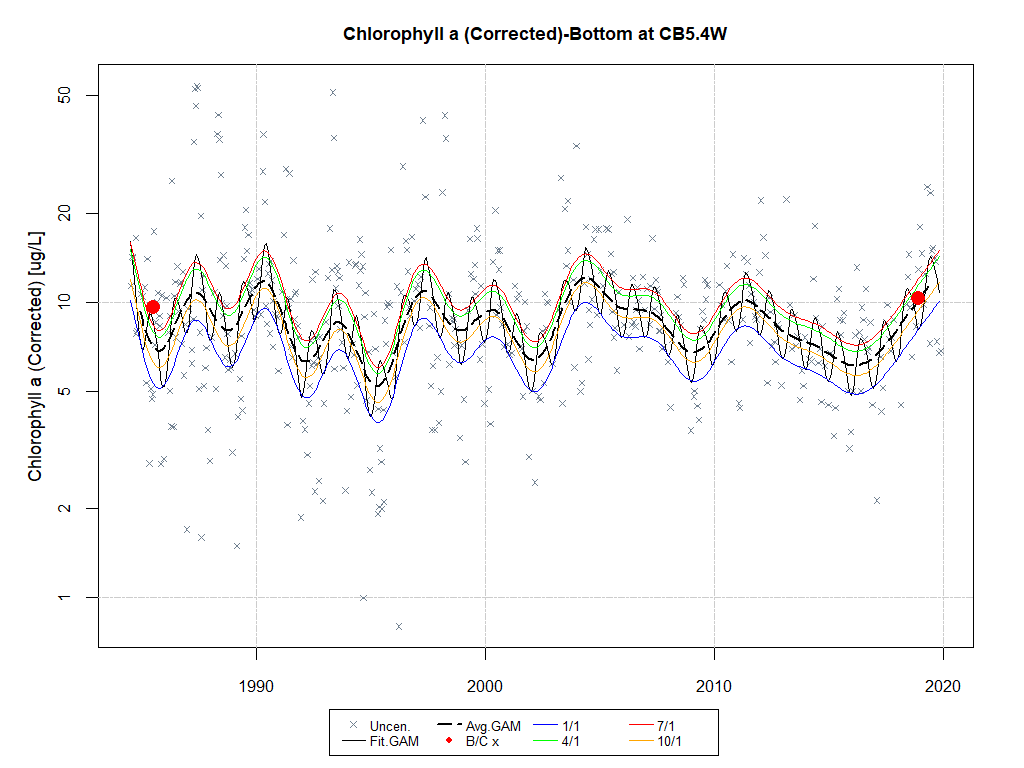 Chlorophyll a (Corrected)-Bottom at CB5.4W
Chlorophyll a (Corrected) [ug/L]
50
20
10
5
2
1
1990 2000 2010 2020
Uncen. Avg.GAM 1/1 7/1
Fit.GAM B/C x 4/1 10/1